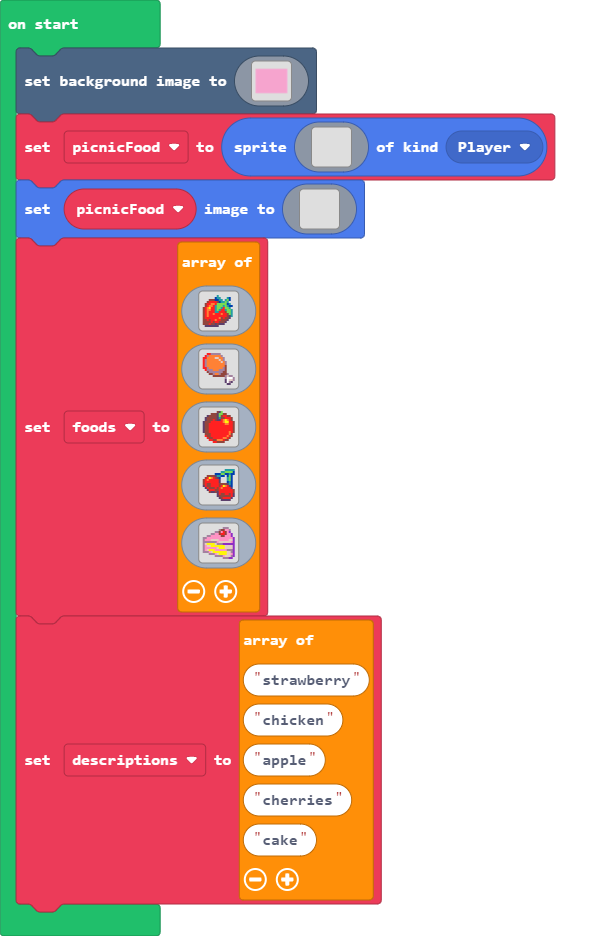 on start
set background image to
set picnicFood to sprite of kind Player
set picnicFood image to
array of
set foods to
array of
"strawberry"
"chicken"
"apple"
set descriptions to
"cherries"
"cake"